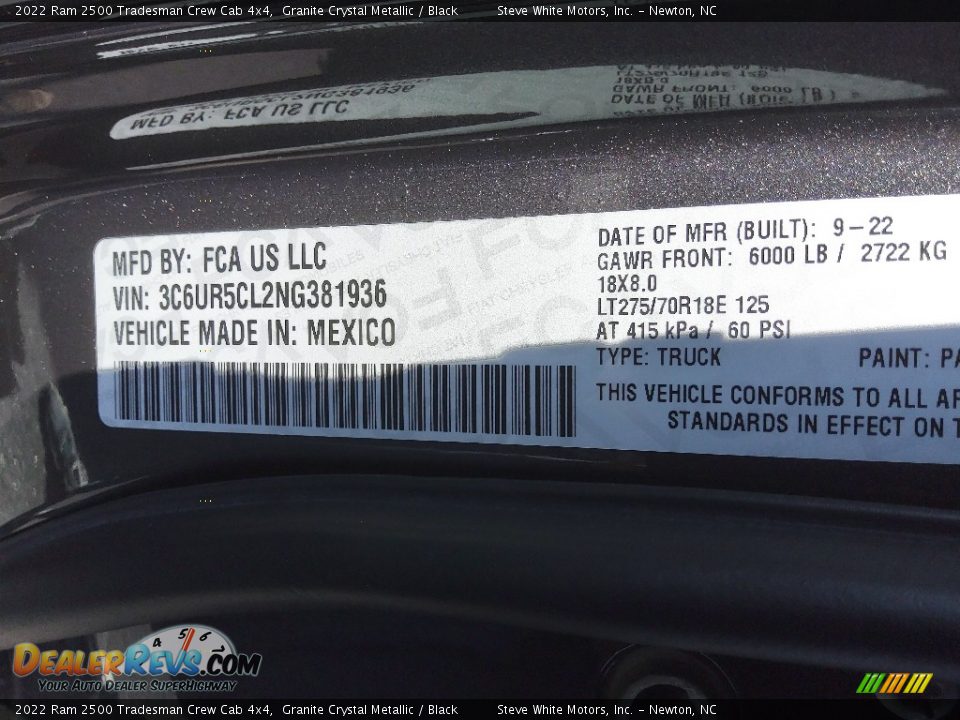 2022 Ram 2500 Tradesman Crew Cab 4x4, Granite Crystal Metallic / Black Steve White Motors, Inc. - Newton, NC
MFD BY: FCA US LLC
VIN: 3C6UR5CL2NG381936
VEHICLE MADE IN: MEXICO
DATE OF MFR (BUILT): 9-22
GAWR FRONT: 6000 LB / 2722 KG
18X8.0
LT275/70R18E 125
AT 415 kPa / 60 PSI
TYPE: TRUCK PAINT: PA
THIS VEHICLE CONFORMS TO ALL AP
STANDARDS IN EFFECT ON T
4 5 6
DEALERREVS.COM
YOUR AUTO DEALER SUPERHIGHWAY
2022 Ram 2500 Tradesman Crew Cab 4x4, Granite Crystal Metallic / Black Steve White Motors, Inc. - Newton, NC